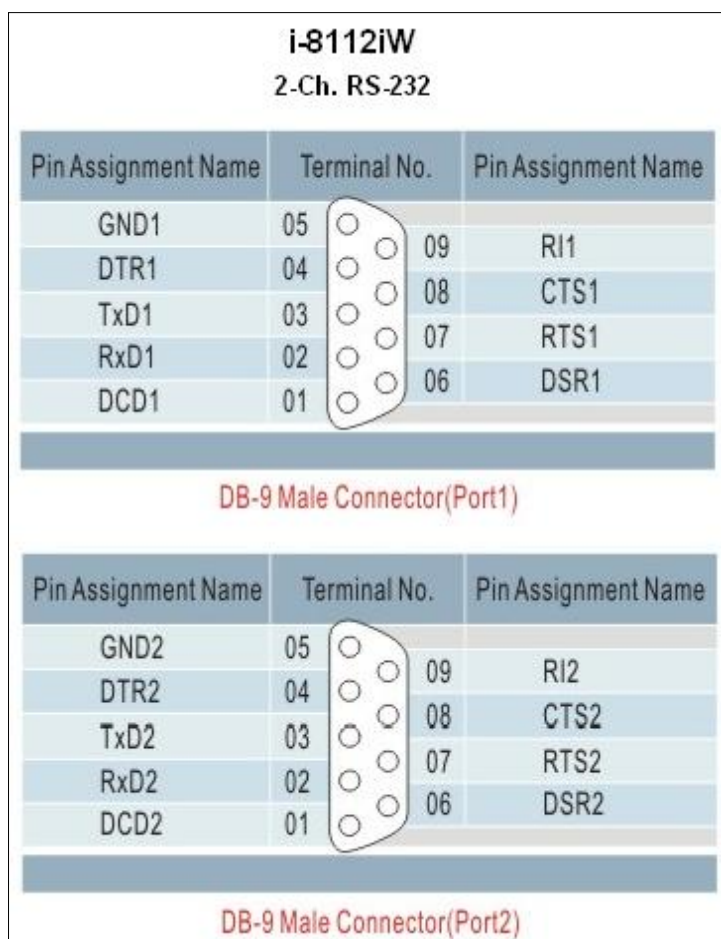 i-8112iW
2-Ch. RS-232
Pin Assignment Name Terminal No. Pin Assignment Name
GND1 05
09 RI1
DTR1 04
08 CTS1
TxD1 03
07 RTS1
RxD1 02
06 DSR1
DCD1 01
DB-9 Male Connector(Port1)
Pin Assignment Name Terminal No. Pin Assignment Name
GND2 05
09 RI2
DTR2 04
08 CTS2
TxD2 03
07 RTS2
RxD2 02
06 DSR2
DCD2 01
DB-9 Male Connector(Port2)